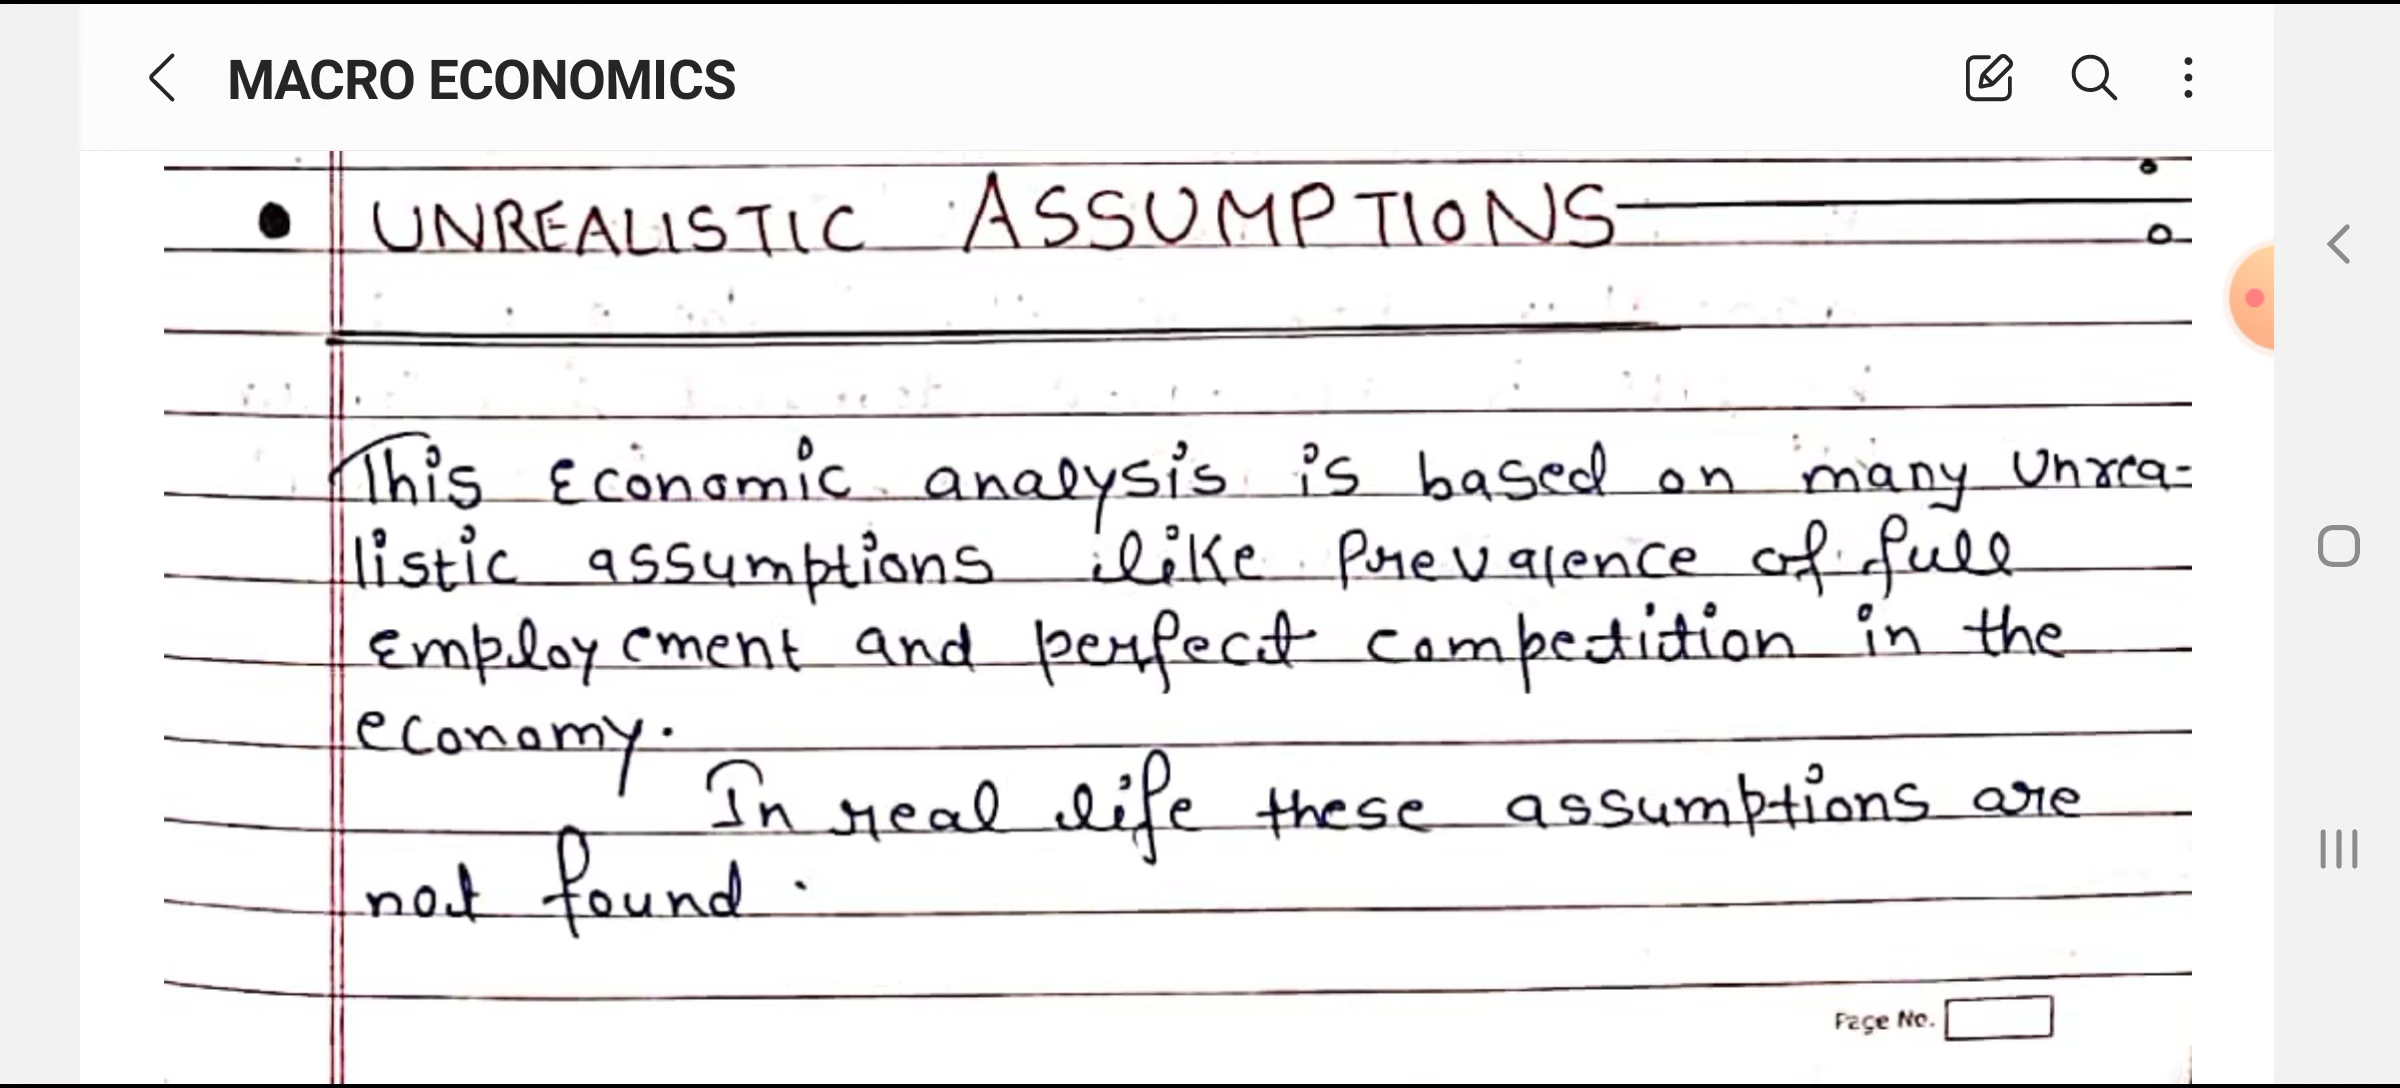 MACRO ECONOMICS
UNREALISTIC ASSUMPTIONS
This Economic analysis is based on many Unrea-
listic assumptions like Prevalence of full
Employement and perfect competition in the
economy.
In real life these assumptions are
not found.
Page No.